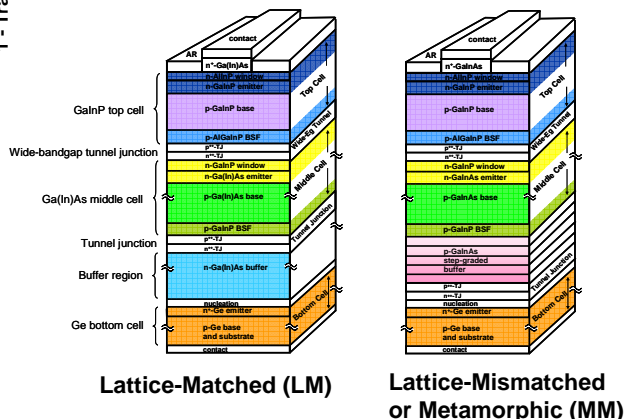 1 - Tra
contact
AR
n+-Ga(In)As
n-AlInP window
n-GaInP emitter
p-GaInP base
p-AlGaInP BSF
p++-TJ
n++-TJ
n-GaInP window
n-Ga(In)As emitter
p-Ga(In)As base
p-GaInP BSF
p++-TJ
n++-TJ
n-Ga(In)As buffer
nucleation
n+-Ge emitter
p-Ge base
and substrate
contact
GaInP top cell
Wide-bandgap tunnel junction
Ga(In)As middle cell
Tunnel junction
Buffer region
Ge bottom cell
Top Cell
Wide-Eg Tunnel
Middle Cell
Tunnel Junction
Bottom Cell
Lattice-Matched (LM)
contact
AR
n+-GaInAs
n-AlInP window
n-GaInP emitter
p-GaInP base
p-AlGaInP BSF
p++-TJ
n++-TJ
n-GaInP window
n-GaInAs emitter
p-GaInAs base
p-GaInP BSF
p-GaInAs
step-graded
buffer
p++-TJ
n++-TJ
nucleation
n+-Ge emitter
p-Ge base
and substrate
contact
Top Cell
Wide-Eg Tunnel
Middle Cell
Tunnel Junction
Bottom Cell
Lattice-Mismatched
or Metamorphic (MM)